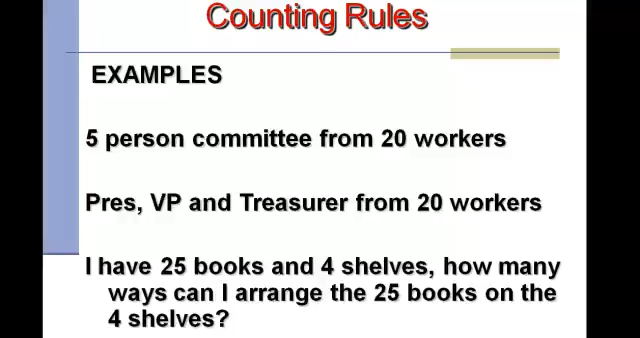 Counting Rules
EXAMPLES
5 person committee from 20 workers
Pres, VP and Treasurer from 20 workers
I have 25 books and 4 shelves, how many
ways can I arrange the 25 books on the
4 shelves?